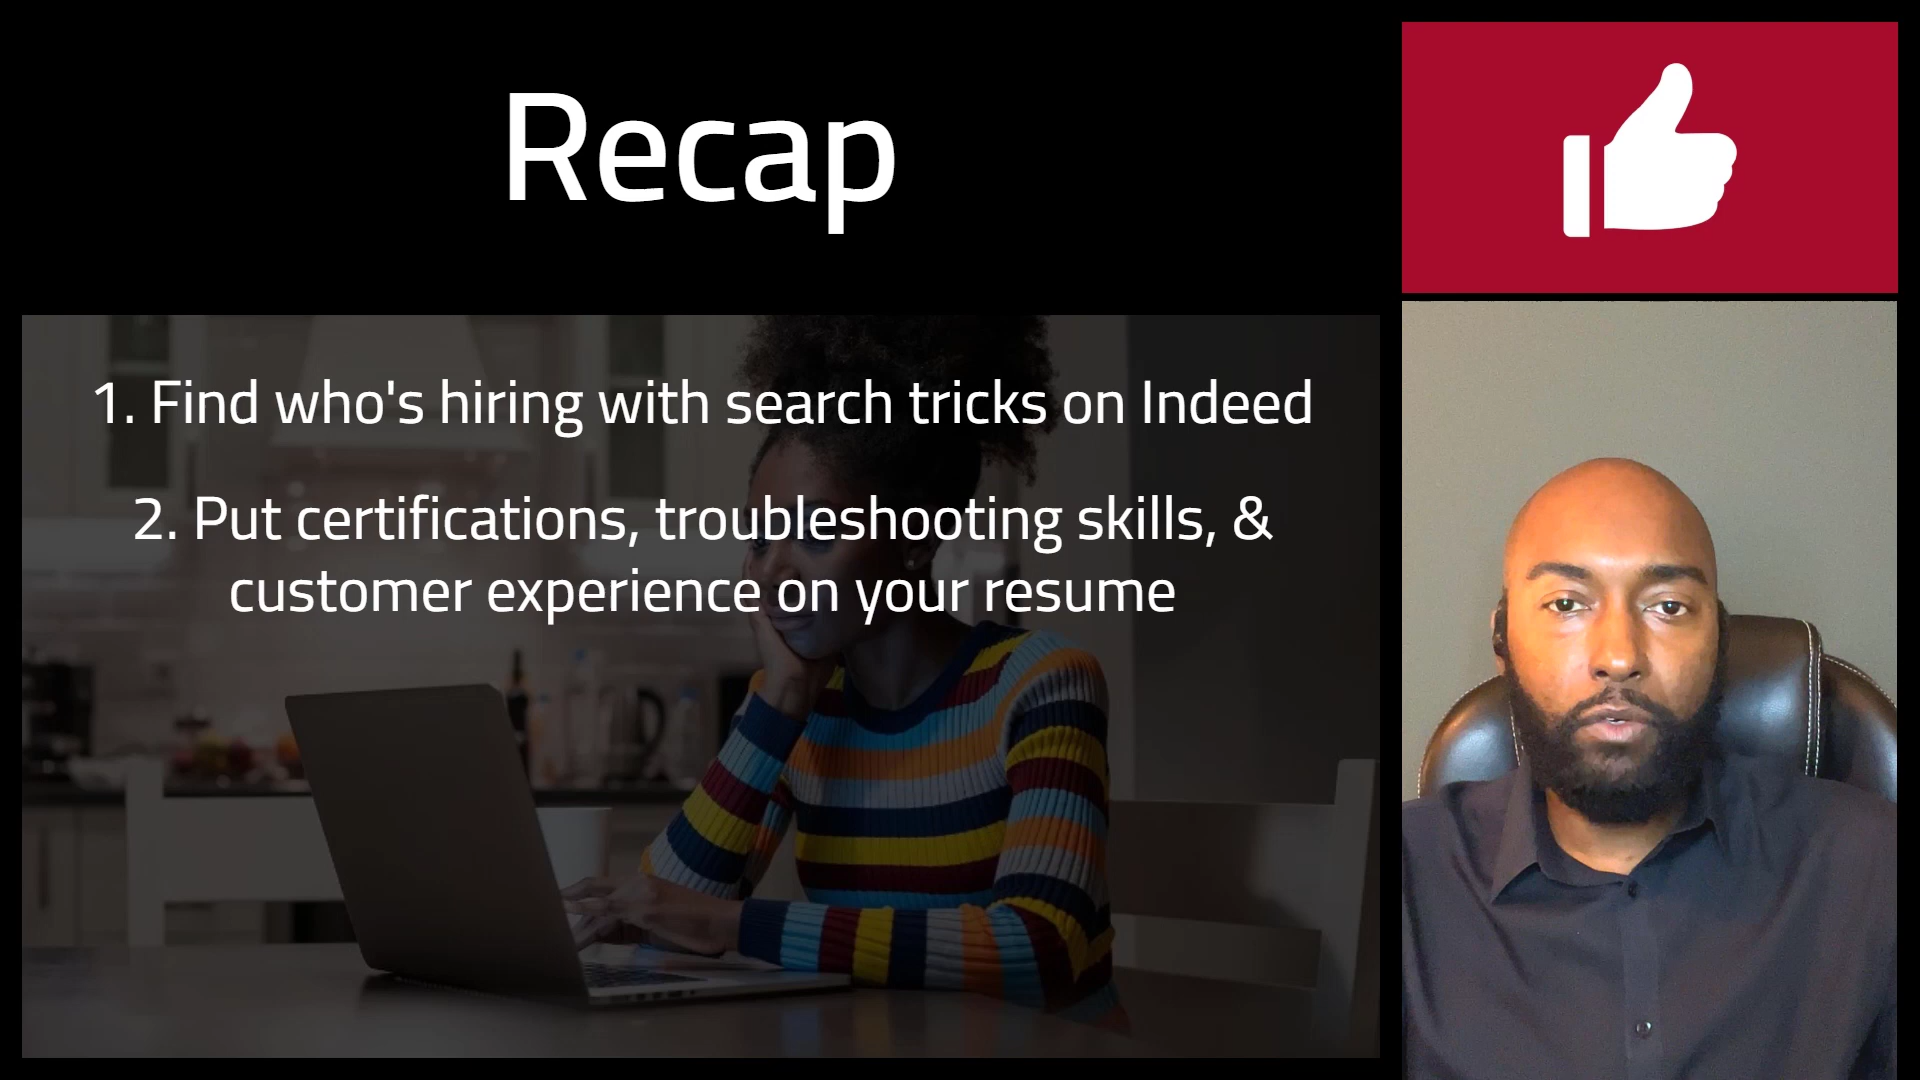 Recap
1. Find who's hiring with search tricks on Indeed
2. Put certifications, troubleshooting skills, &
customer experience on your resume